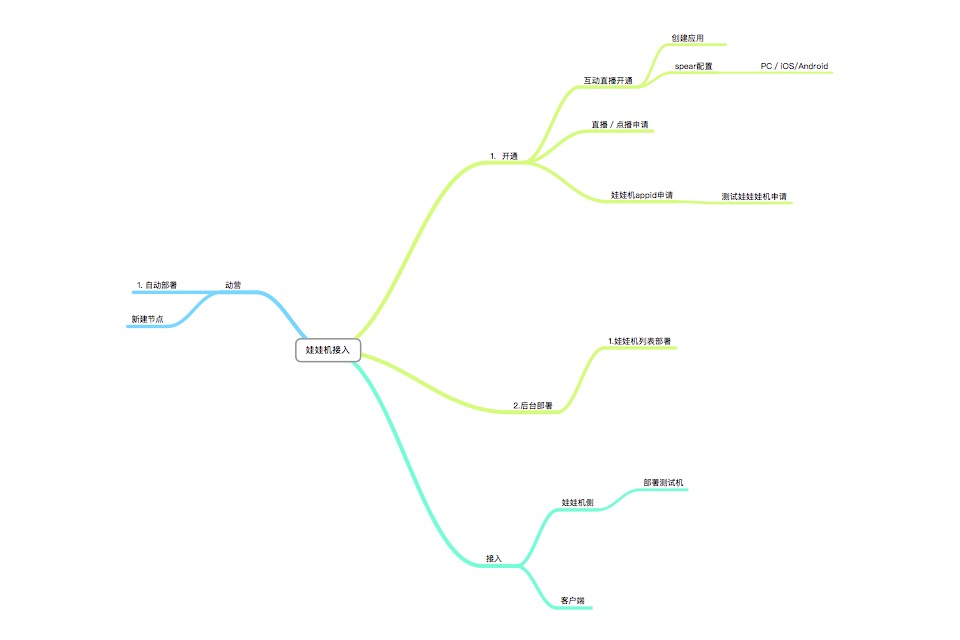 创建应用
spear配置
PC / iOS/Android
互动直播开通
直播 / 点播申请
1. 开通
娃娃机appid申请
测试娃娃娃机申请
1. 自动部署
动营
新建节点
娃娃机接入
1.娃娃机列表部署
2.后台部署
部署测试机
娃娃机侧
接入
客户端